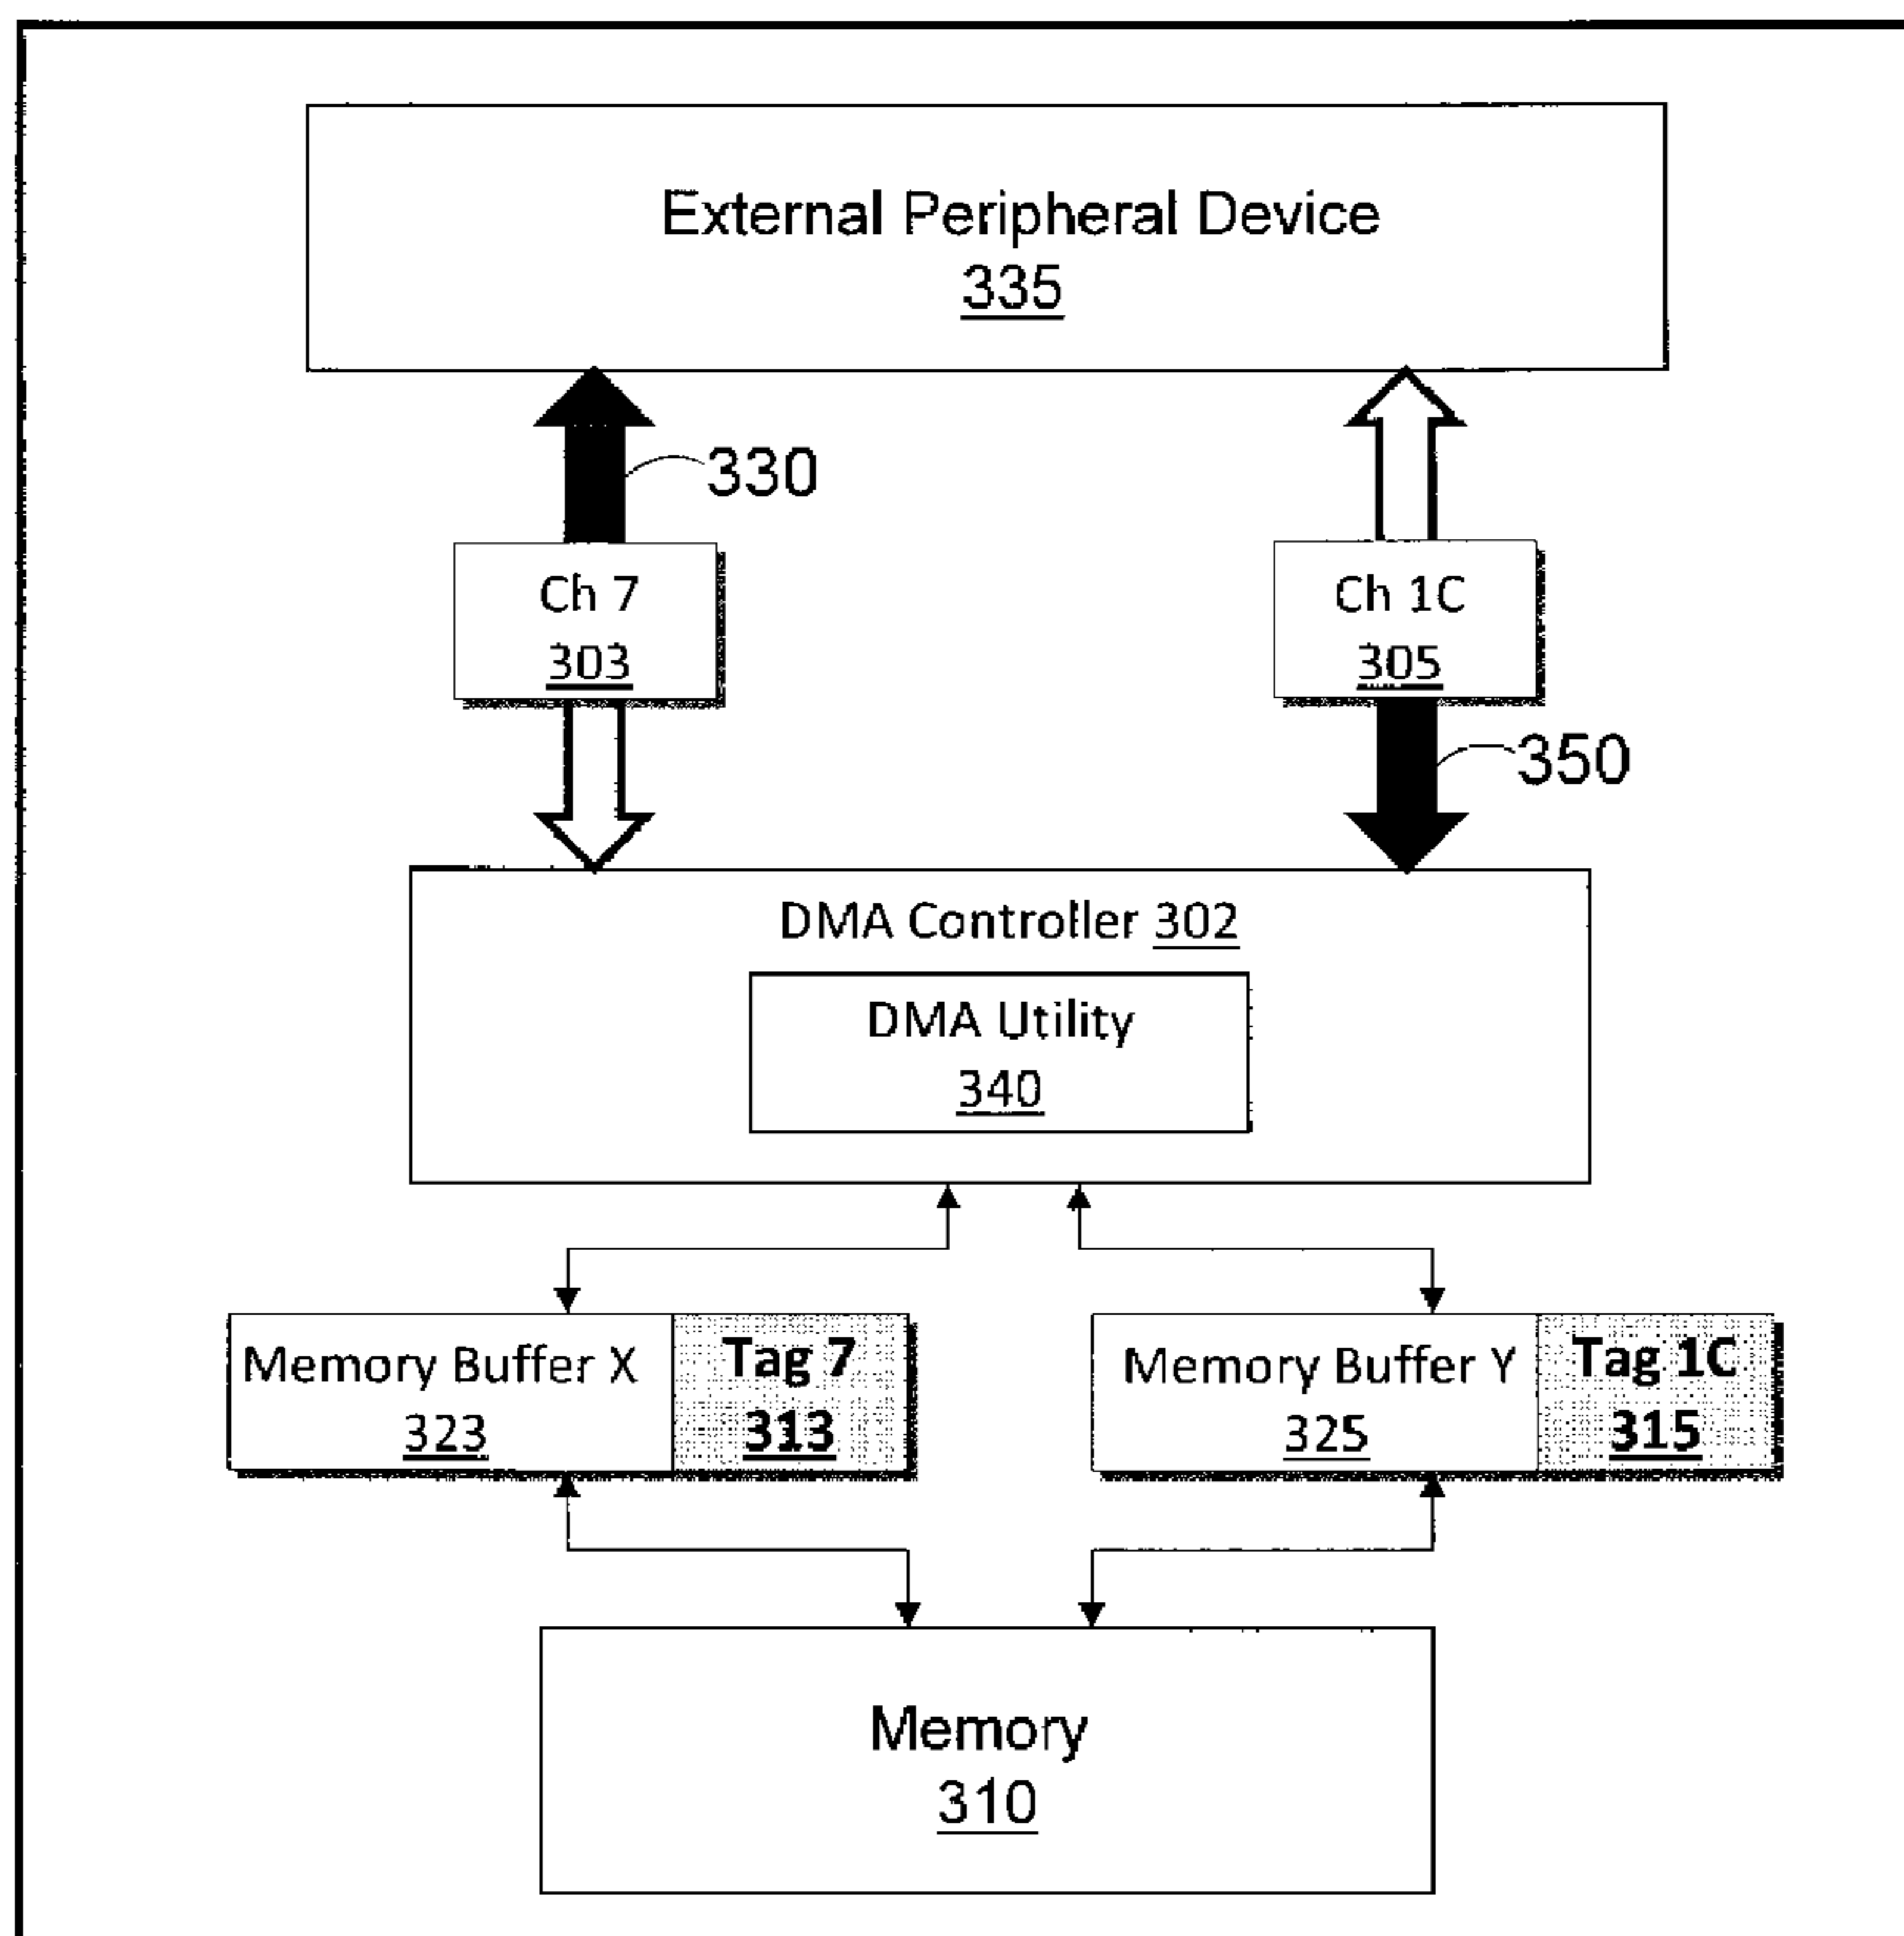 External Peripheral Device
335
330
Ch 7
303
Ch 1C
305
350
DMA Controller 302
DMA Utility
340
Memory Buffer X
323
Tag 7
313
Memory Buffer Y
325
Tag 1C
315
Memory
310